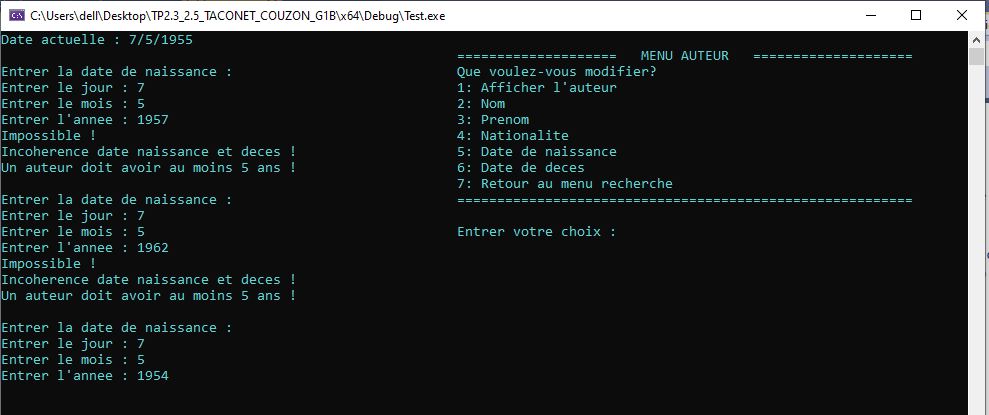 C:\Users\dell\Desktop\TP2.3_2.5_TACONET_COUZON_G1B\x64\Debug\Test.exe
Date actuelle : 7/5/1955
Entrer la date de naissance :
Entrer le jour : 7
Entrer le mois : 5
Entrer l'annee : 1957
Impossible !
Incoherence date naissance et deces !
Un auteur doit avoir au moins 5 ans !
Entrer la date de naissance :
Entrer le jour : 7
Entrer le mois : 5
Entrer l'annee : 1962
Impossible !
Incoherence date naissance et deces !
Un auteur doit avoir au moins 5 ans !
Entrer la date de naissance :
Entrer le jour : 7
Entrer le mois : 5
Entrer l'annee : 1954
==================== MENU AUTEUR ====================
Que voulez-vous modifier?
1: Afficher l'auteur
2: Nom
3: Prenom
4: Nationalite
5: Date de naissance
6: Date de deces
7: Retour au menu recherche
=========================================================
Entrer votre choix :